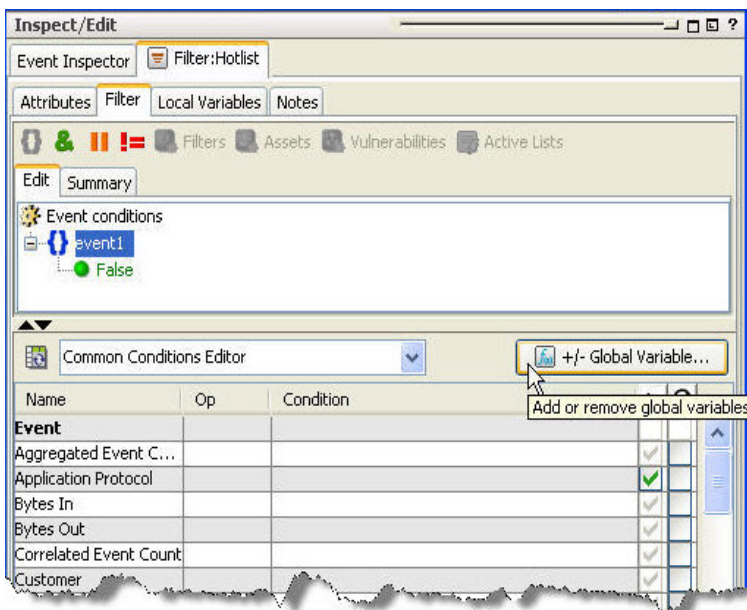 Inspect/Edit
?
Event Inspector Filter:Hotlist
Attributes Filter Local Variables Notes
{} & != Filters Assets Vulnerabilities Active Lists
Edit Summary
Event conditions
{} event1
False
Common Conditions Editor +/- Global Variable...
Name Op Condition
Add or remove global variables
Event
Aggregated Event C...
Application Protocol
Bytes In
Bytes Out
Correlated Event Count
Customer